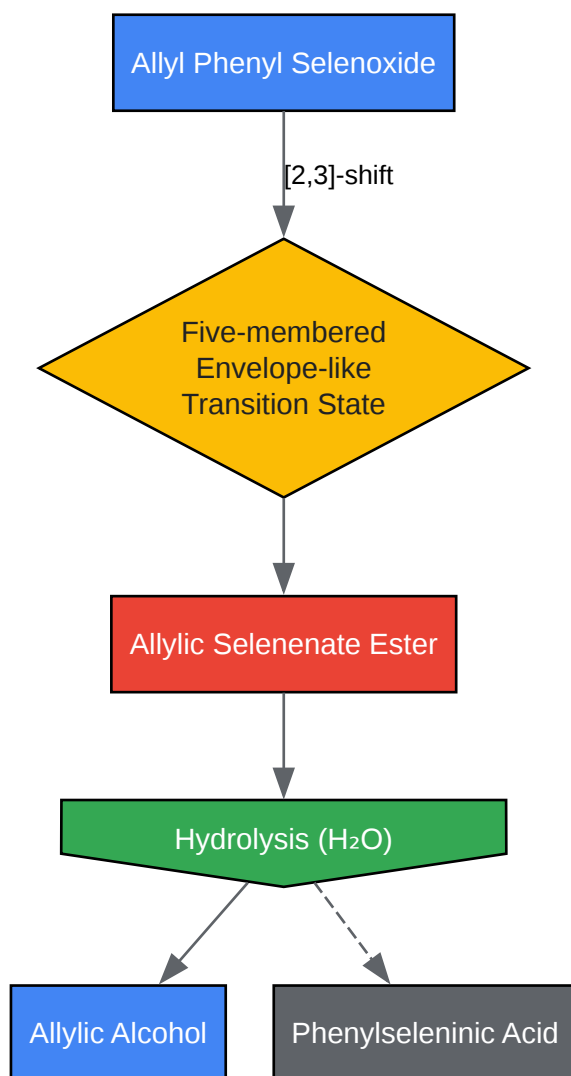 Allyl Phenyl Selenoxide
[2,3]-shift
Five-membered
Envelope-like
Transition State
Allylic Selenenate Ester
Hydrolysis (H₂O)
Allylic Alcohol
Phenylseleninic Acid